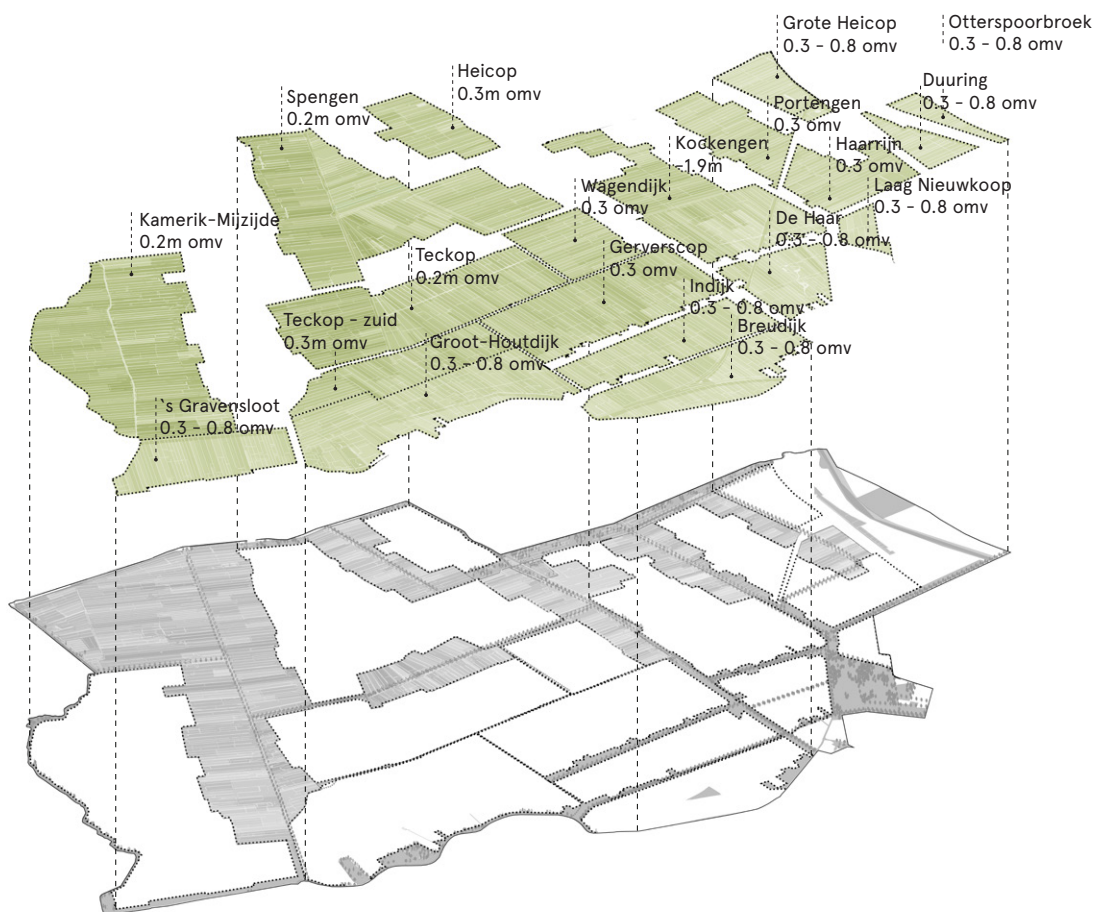 Grote Heicop
0.3 - 0.8 omv
Otterspoorbroek
0.3 - 0.8 omv
Heicop
0.3m omv
Duuring
0.3 - 0.8 omv
Spengen
0.2m omv
Portengen
0.3 omv
Kockengen
-1.9m
Haarrijn
0.3 omv
Wagendijk
0.3 omv
Laag Nieuwkoop
0.3 - 0.8 omv
Kamerik-Mijzijde
0.2m omv
De Haar
0.3 - 0.8 omv
Teckop
0.2m omv
Gerverscop
0.3 omv
Indijk
0.3 - 0.8 omv
Teckop - zuid
0.3m omv
Breudijk
0.3 - 0.8 omv
Groot-Houtdijk
0.3 - 0.8 omv
`s Gravensloot
0.3 - 0.8 omv